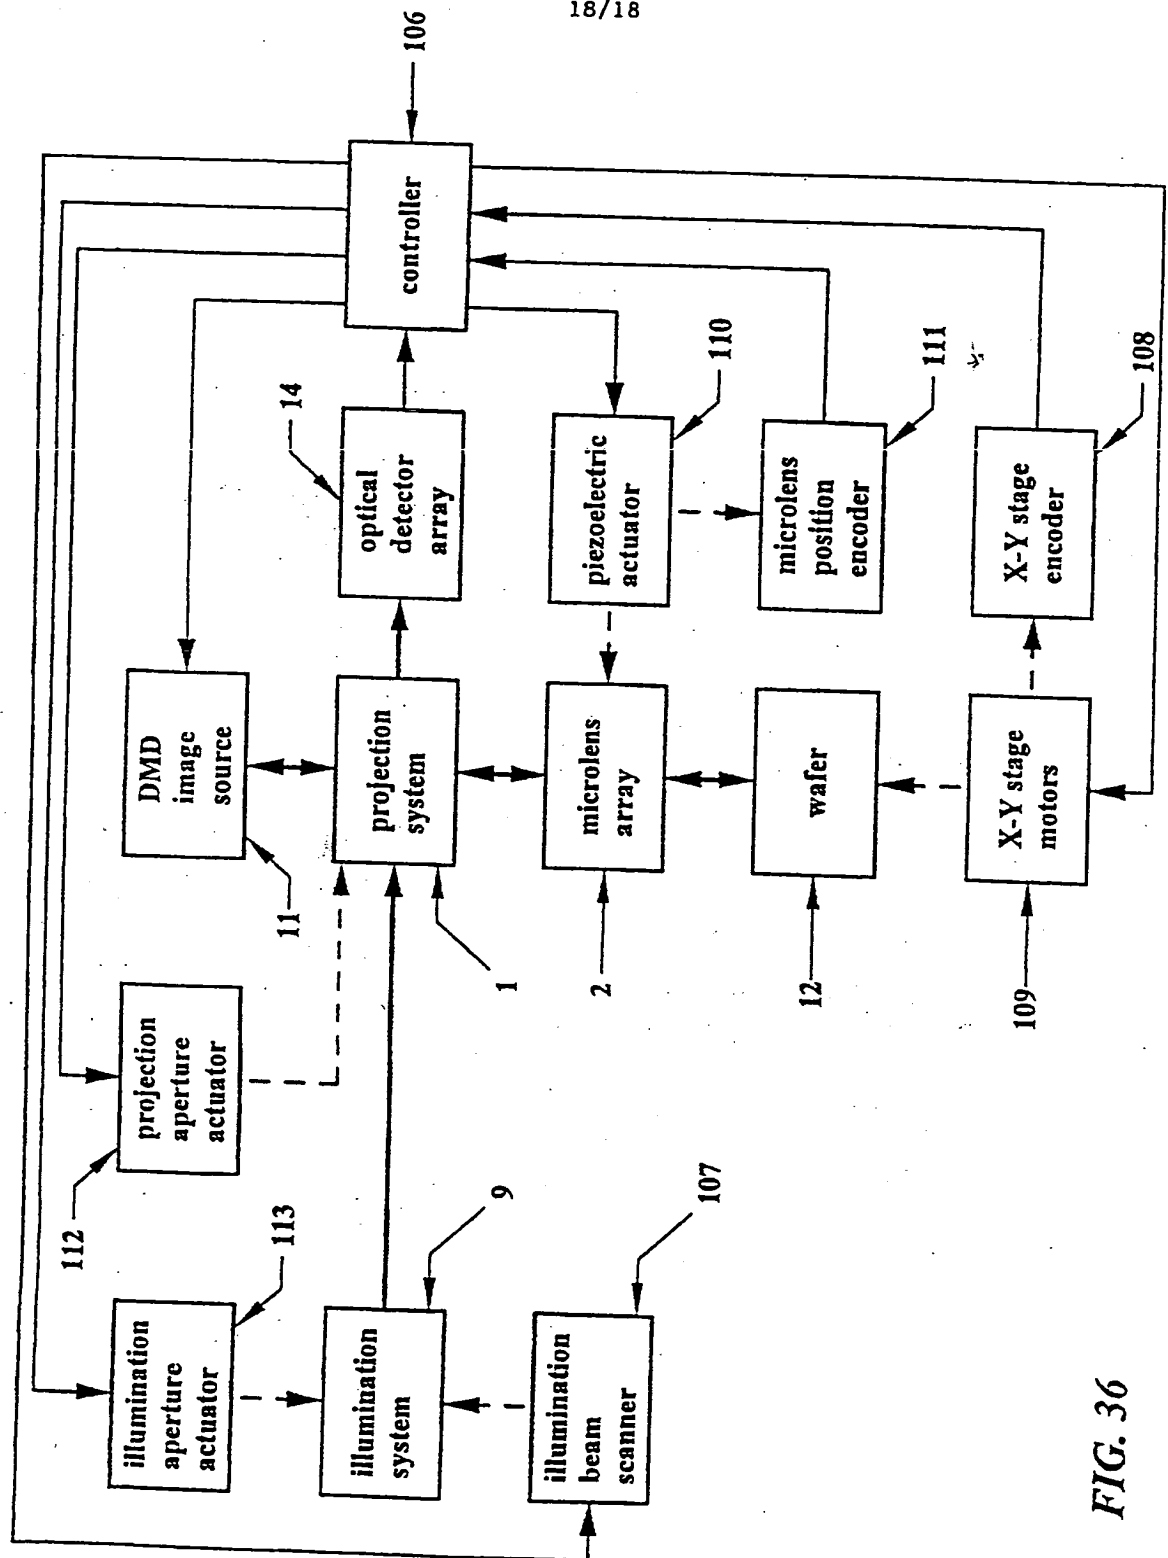 18/18
illumination
aperture
actuator
113
projection
aperture
actuator
112
DMD
image
source
11
illumination
system
9
projection
system
1
optical
detector
array
14
controller
106
illumination
beam
scanner
107
microlens
array
2
piezoelectric
actuator
110
wafer
12
microlens
position
encoder
111
X-Y stage
motors
109
X-Y stage
encoder
108
FIG. 36